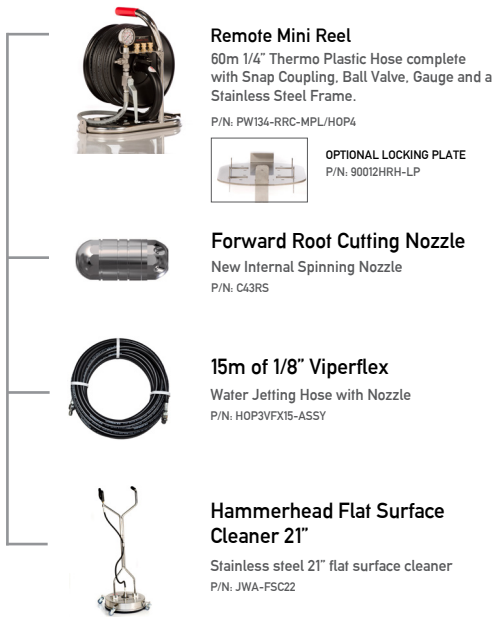 Remote Mini Reel
60m 1/4" Thermo Plastic Hose complete
with Snap Coupling, Ball Valve, Gauge and a
Stainless Steel Frame.
P/N: PW134-RRC-MPL/HOP4
OPTIONAL LOCKING PLATE
P/N: 90012HRH-LP
Forward Root Cutting Nozzle
New Internal Spinning Nozzle
P/N: C43RS
15m of 1/8" Viperflex
Water Jetting Hose with Nozzle
P/N: HOP3VFX15-ASSY
Hammerhead Flat Surface
Cleaner 21"
Stainless steel 21" flat surface cleaner
P/N: JWA-FSC22